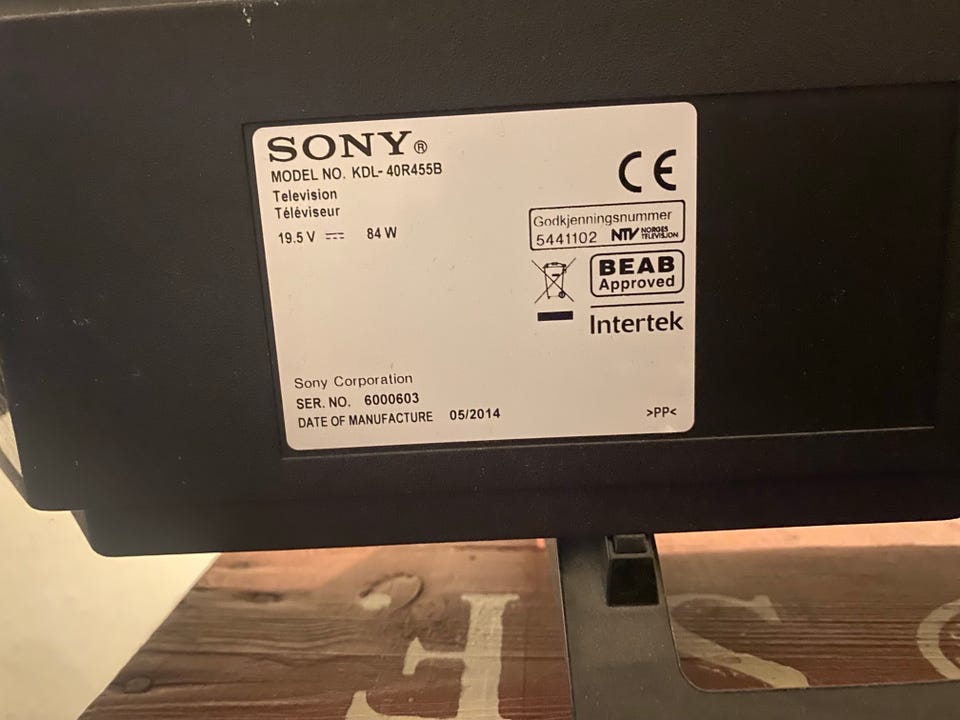 SONY®
MODEL NO. KDL-40R455B
Television
Téléviseur
19.5 V ⎓ 84 W
Godkjenningsnummer
5441102 NTV NORGES TELEVISJON
BEAB
Approved
Intertek
Sony Corporation
SER. NO. 6000603
DATE OF MANUFACTURE 05/2014
>PP<
CE